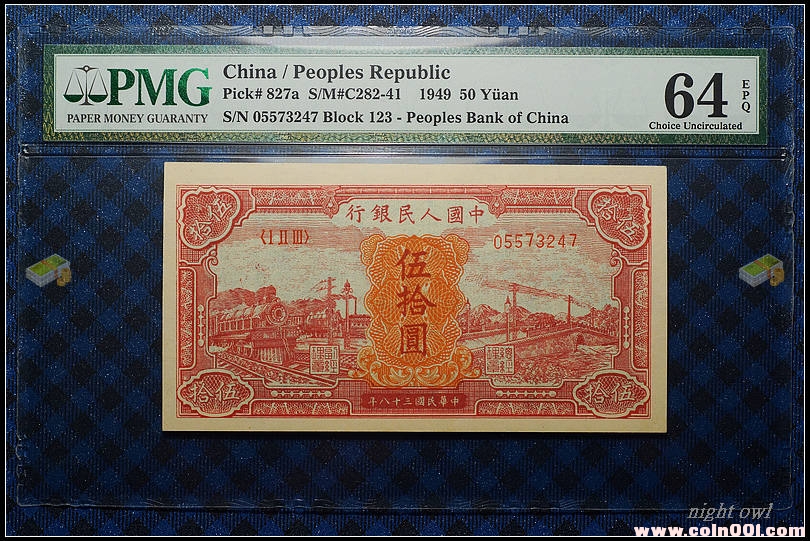 PMG
PAPER MONEY GUARANTY
China / Peoples Republic
Pick# 827a S/M#C282-41 1949 50 Yüan
S/N 05573247 Block 123 - Peoples Bank of China
64 EPQ
Choice Uncirculated
伍拾
伍拾
中國人民銀行
〈I II III〉
05573247
伍拾圓
伍拾
伍拾
中華民國三十八年
night owl
www.coin001.com